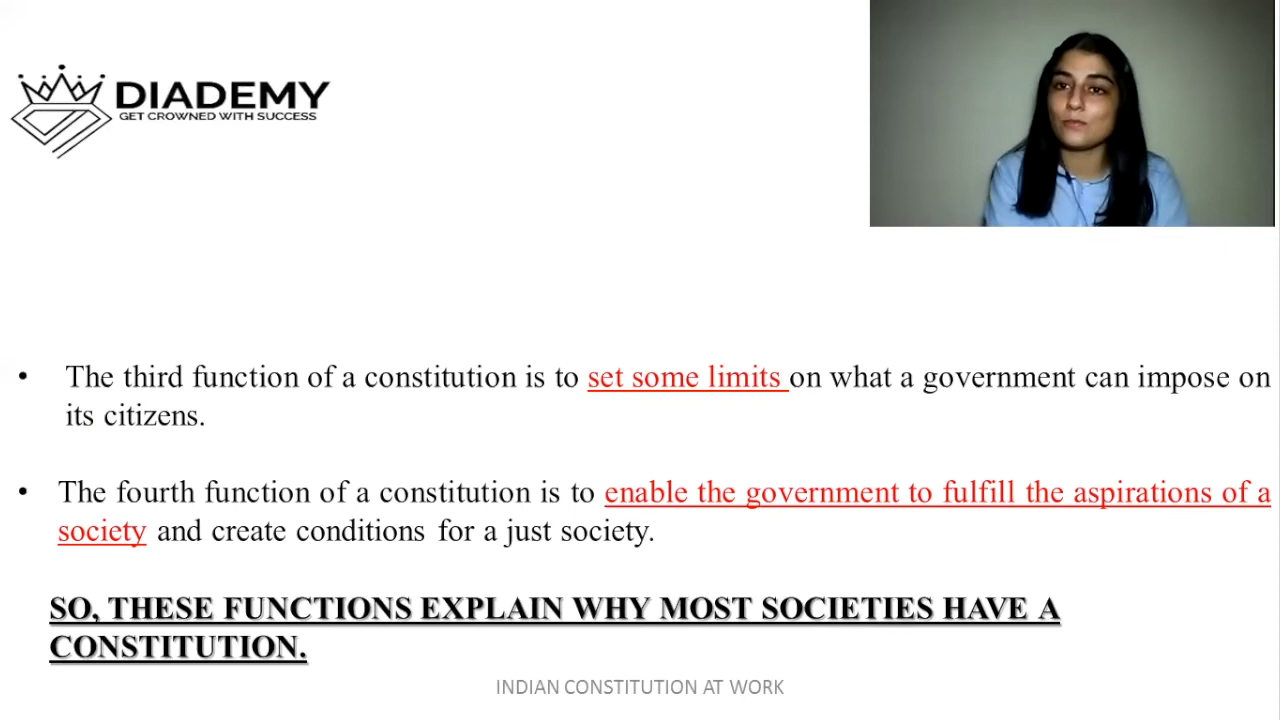 DIADEMY
GET CROWNED WITH SUCCESS
• The third function of a constitution is to set some limits on what a government can impose on
its citizens.
• The fourth function of a constitution is to enable the government to fulfill the aspirations of a
society and create conditions for a just society.
SO, THESE FUNCTIONS EXPLAIN WHY MOST SOCIETIES HAVE A
CONSTITUTION.
INDIAN CONSTITUTION AT WORK